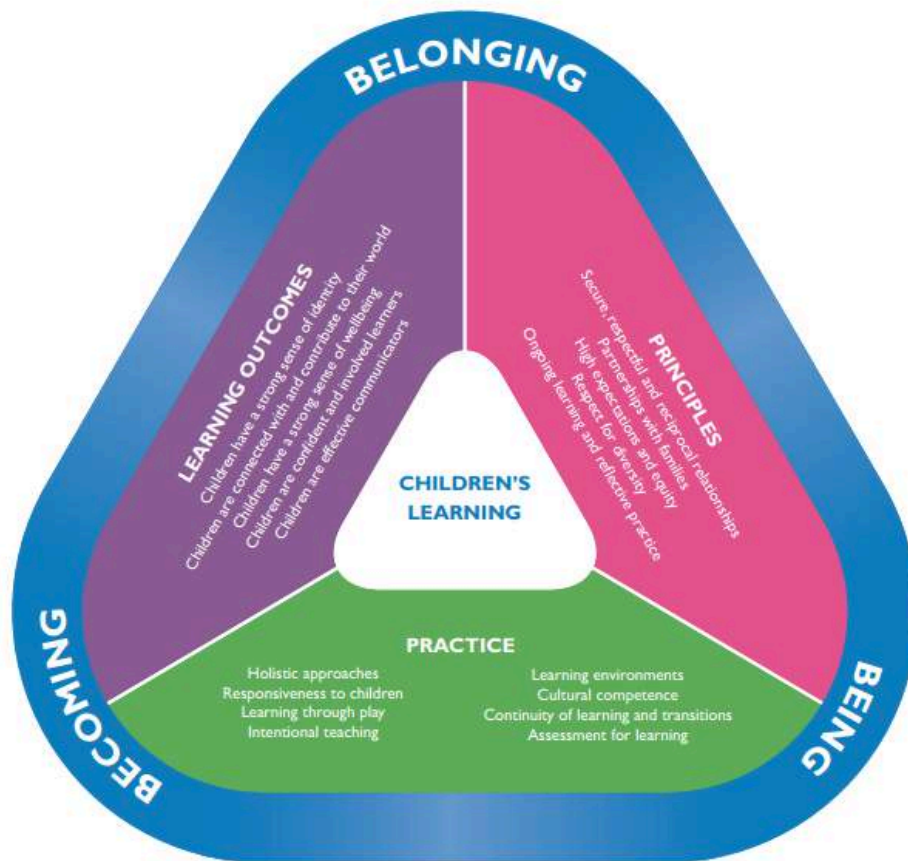 BELONGING
LEARNING OUTCOMES
Children have a strong sense of identity
Children are connected with and contribute to their world
Children have a strong sense of wellbeing
Children are confident and involved learners
Children are effective communicators
PRINCIPLES
Secure, respectful and reciprocal relationships
Partnerships with families
High expectations and equity
Respect for diversity
Ongoing learning and reflective practice
CHILDREN'S
LEARNING
PRACTICE
Holistic approaches
Responsiveness to children
Learning through play
Intentional teaching
Learning environments
Cultural competence
Continuity of learning and transitions
Assessment for learning
BECOMING
BEING